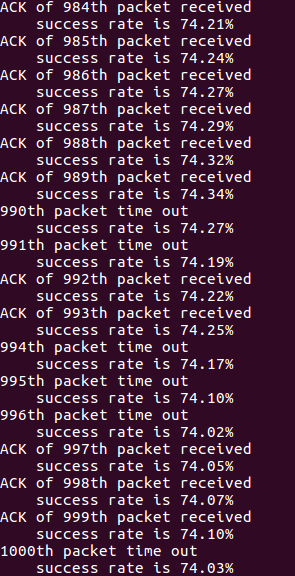 ACK of 984th packet received
success rate is 74.21%
ACK of 985th packet received
success rate is 74.24%
ACK of 986th packet received
success rate is 74.27%
ACK of 987th packet received
success rate is 74.29%
ACK of 988th packet received
success rate is 74.32%
ACK of 989th packet received
success rate is 74.34%
990th packet time out
success rate is 74.27%
991th packet time out
success rate is 74.19%
ACK of 992th packet received
success rate is 74.22%
ACK of 993th packet received
success rate is 74.25%
994th packet time out
success rate is 74.17%
995th packet time out
success rate is 74.10%
996th packet time out
success rate is 74.02%
ACK of 997th packet received
success rate is 74.05%
ACK of 998th packet received
success rate is 74.07%
ACK of 999th packet received
success rate is 74.10%
1000th packet time out
success rate is 74.03%